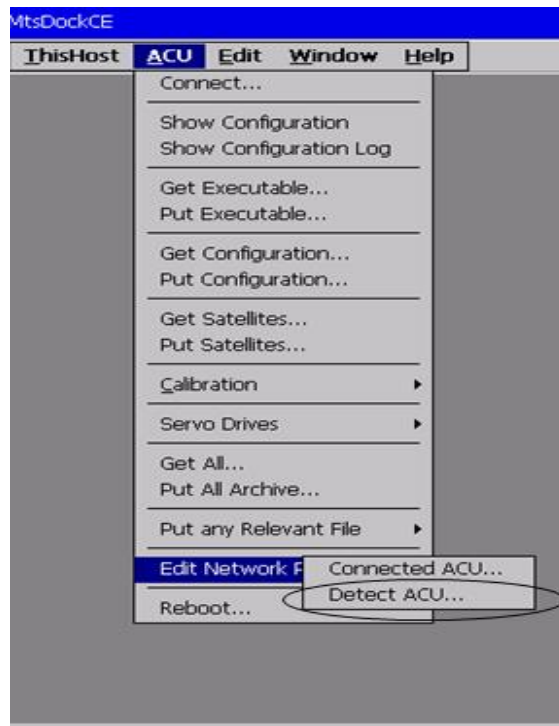 MtsDockCE
ThisHost ACU Edit Window Help
Connect...
Show Configuration
Show Configuration Log
Get Executable...
Put Executable...
Get Configuration...
Put Configuration...
Get Satellites...
Put Satellites...
Calibration
Servo Drives
Get All...
Put All Archive...
Put any Relevant File
Edit Network
Connected ACU...
Detect ACU...
Reboot...